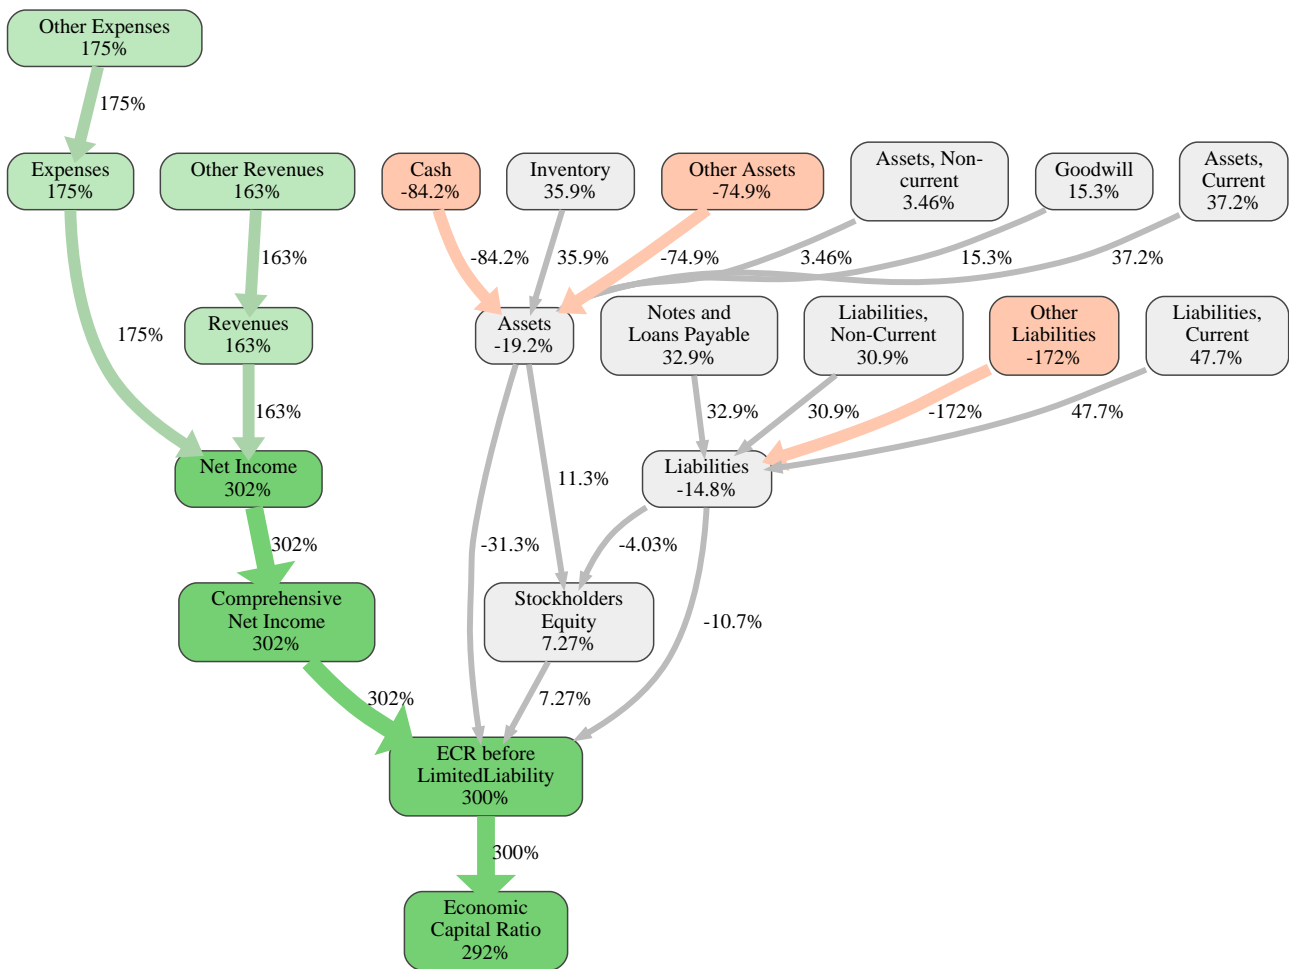 Other Expenses
175%
175%
Expenses
175%
Other Revenues
163%
Cash
-84.2%
Inventory
35.9%
Other Assets
-74.9%
Assets, Non-
current
3.46%
Goodwill
15.3%
Assets,
Current
37.2%
163%
-84.2%
35.9%
-74.9%
3.46%
15.3%
37.2%
175%
Revenues
163%
Assets
-19.2%
Notes and
Loans Payable
32.9%
Liabilities,
Non-Current
30.9%
Other
Liabilities
-172%
Liabilities,
Current
47.7%
163%
32.9%
30.9%
-172%
47.7%
Net Income
302%
11.3%
Liabilities
-14.8%
302%
-31.3%
-4.03%
Comprehensive
Net Income
302%
Stockholders
Equity
7.27%
-10.7%
302%
7.27%
ECR before
LimitedLiability
300%
300%
Economic
Capital Ratio
292%